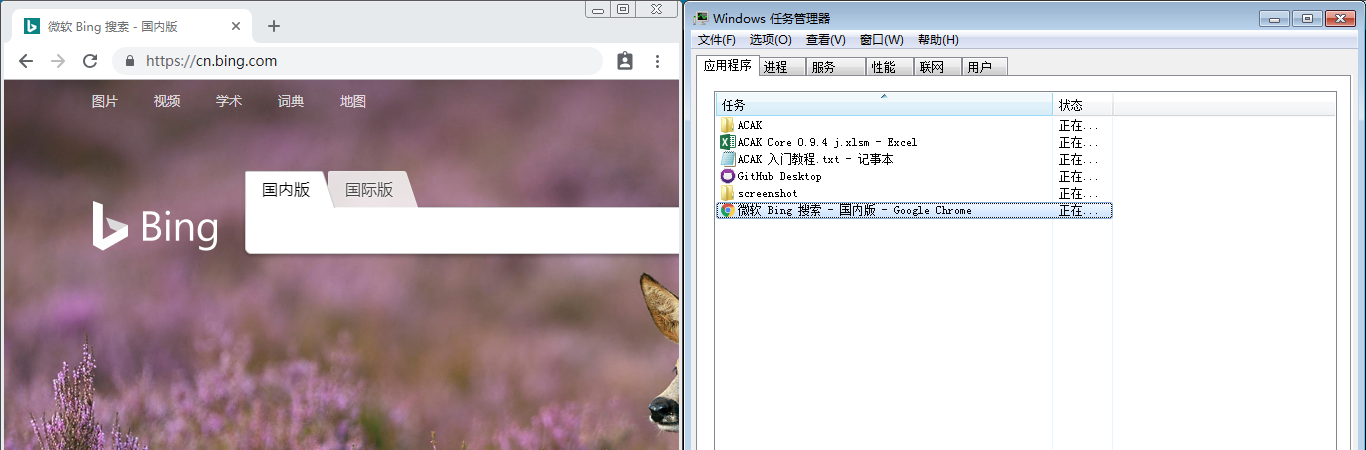 微软 Bing 搜索 - 国内版
https://cn.bing.com
图片 视频 学术 词典 地图
国内版 国际版
Bing
Windows 任务管理器
文件(F) 选项(O) 查看(V) 窗口(W) 帮助(H)
应用程序 进程 服务 性能 联网 用户
任务 状态
ACAK 正在...
ACAK Core 0.9.4 j.xlsm - Excel 正在...
ACAK 入门教程.txt - 记事本 正在...
GitHub Desktop 正在...
screenshot 正在...
微软 Bing 搜索 - 国内版 - Google Chrome 正在...